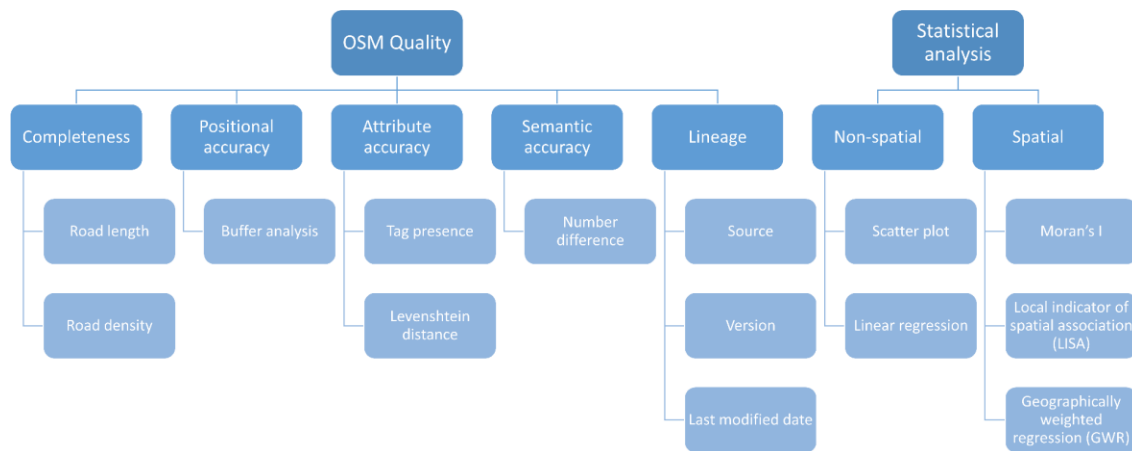 OSM Quality
Statistical
analysis
Completeness
Positional
accuracy
Attribute
accuracy
Semantic
accuracy
Lineage
Non-spatial
Spatial
Road length
Buffer analysis
Tag presence
Number
difference
Source
Scatter plot
Moran's I
Road density
Levenshtein
distance
Version
Linear regression
Local indicator of
spatial association
(LISA)
Last modified date
Geographically
weighted
regression (GWR)